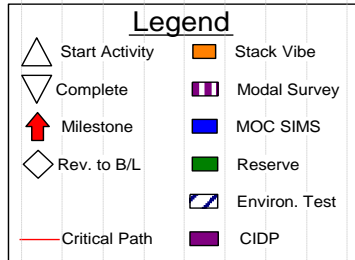 Legend
Start Activity
Stack Vibe
Complete
Modal Survey
Milestone
MOC SIMS
Rev. to B/L
Reserve
Environ. Test
Critical Path
CIDP